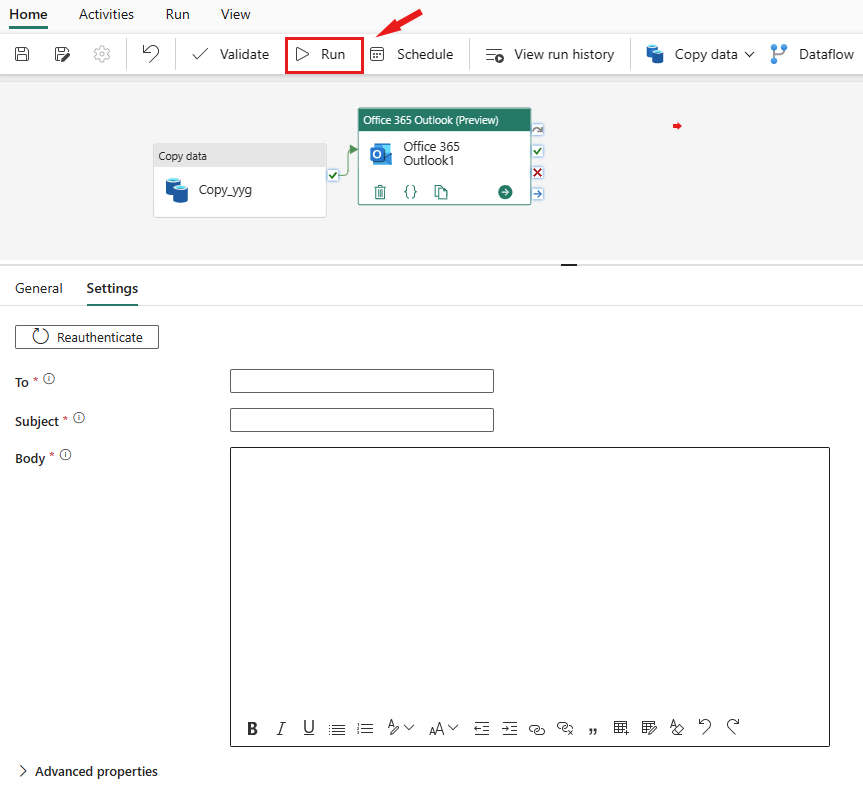 Home Activities Run View
Validate Run Schedule View run history Copy data Dataflow
Office 365 Outlook (Preview)
Office 365
Outlook1
Copy data
Copy_yyg
General Settings
Reauthenticate
To *
Subject *
Body *
B I U A AA
Advanced properties